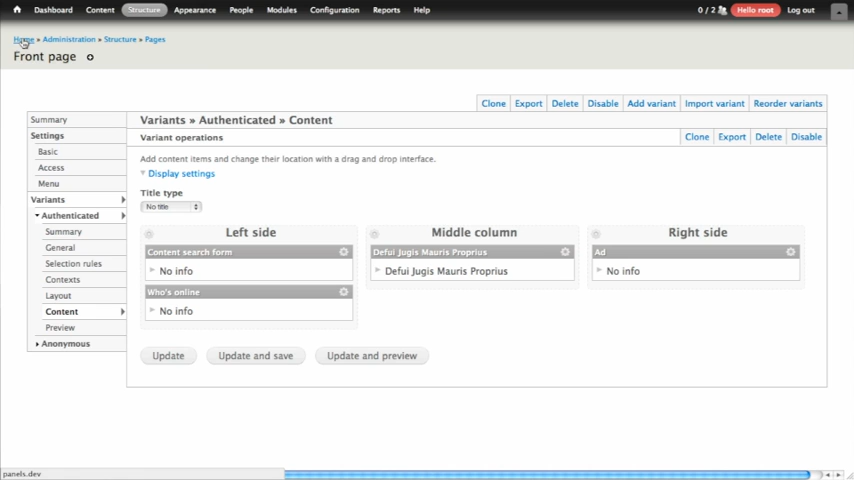 Dashboard Content Structure Appearance People Modules Configuration Reports Help 0 / 2 Hello root Log out
Home » Administration » Structure » Pages
Front page
Clone Export Delete Disable Add variant Import variant Reorder variants
Summary
Settings
Basic
Access
Menu
Variants
Authenticated
Summary
General
Selection rules
Contexts
Layout
Content
Preview
Anonymous
Variants » Authenticated » Content
Variant operations
Clone Export Delete Disable
Add content items and change their location with a drag and drop interface.
Display settings
Title type
No title
Left side
Content search form
No info
Who's online
No info
Middle column
Defui Jugis Mauris Proprius
Defui Jugis Mauris Proprius
Right side
Ad
No info
Update Update and save Update and preview
panels.dev